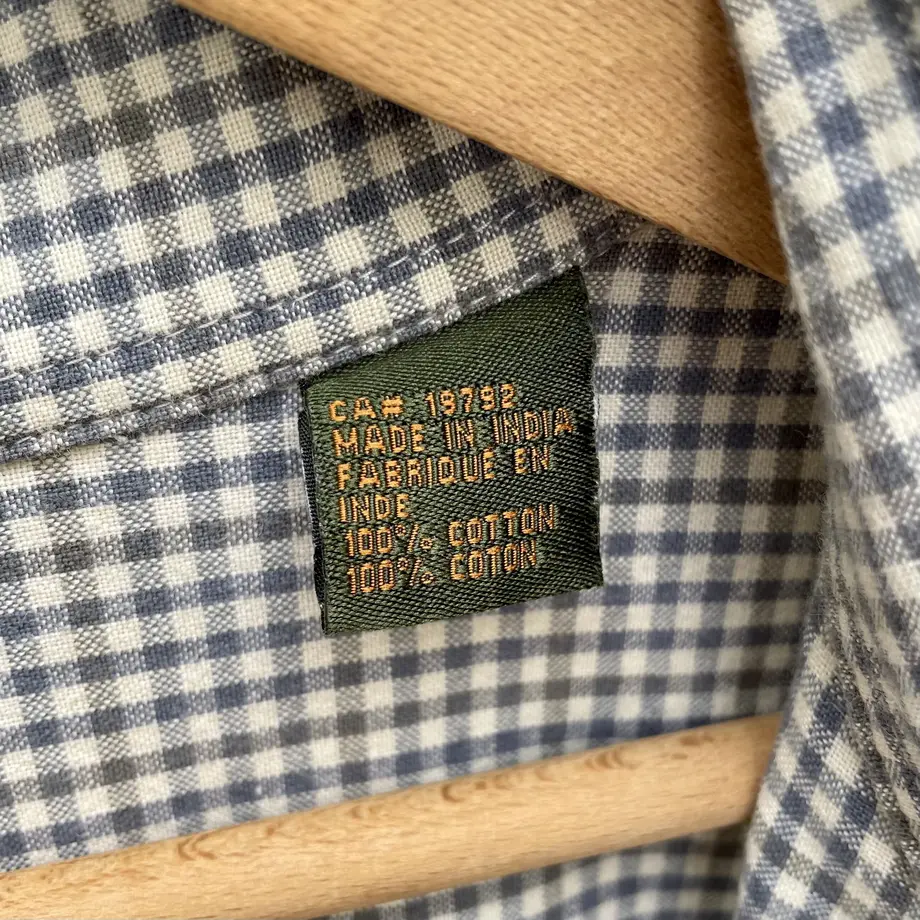 CA# 19792
MADE IN INDIA
FABRIQUE EN
INDE
100% COTTON
100% COTON